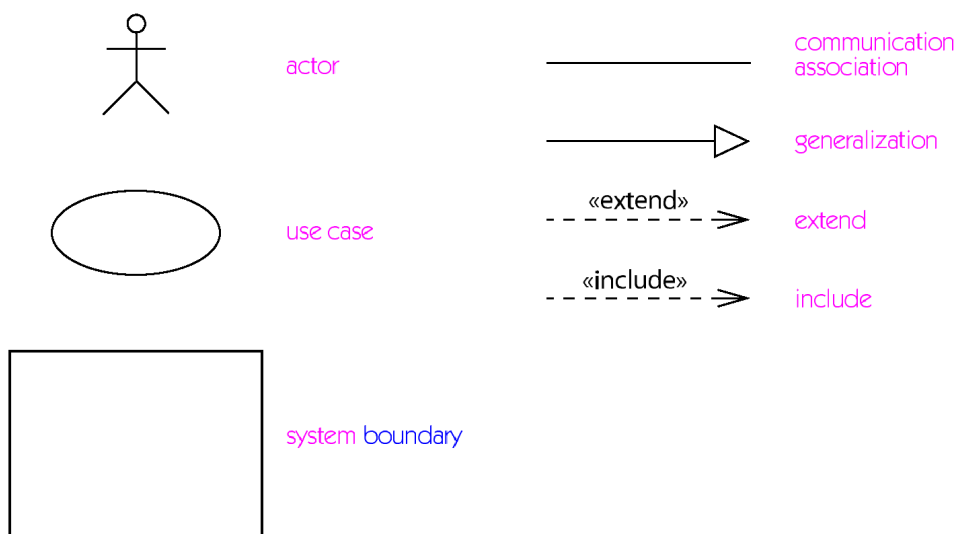 actor
use case
system boundary
communication
association
generalization
«extend»
extend
«include»
include